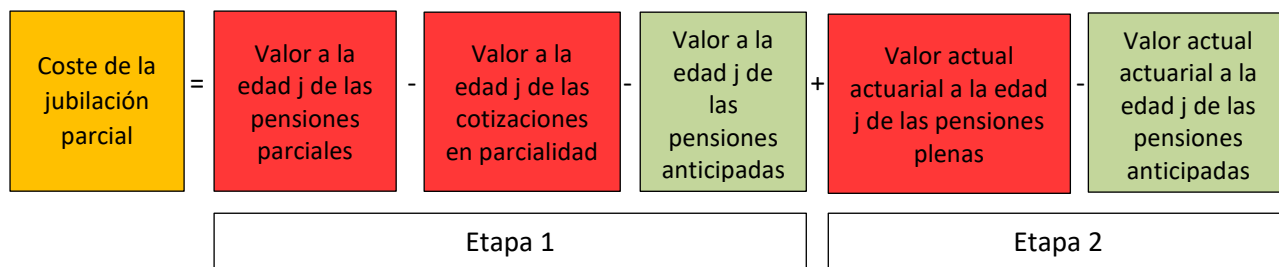 Coste de la
jubilación
parcial
=
Valor a la
edad j de las
pensiones
parciales
-
Valor a la
edad j de las
cotizaciones
en parcialidad
-
Valor a la
edad j de
las
pensiones
anticipadas
+
Valor actual
actuarial a la edad
j de las pensiones
plenas
-
Valor actual
actuarial a la
edad j de las
pensiones
anticipadas
Etapa 1
Etapa 2